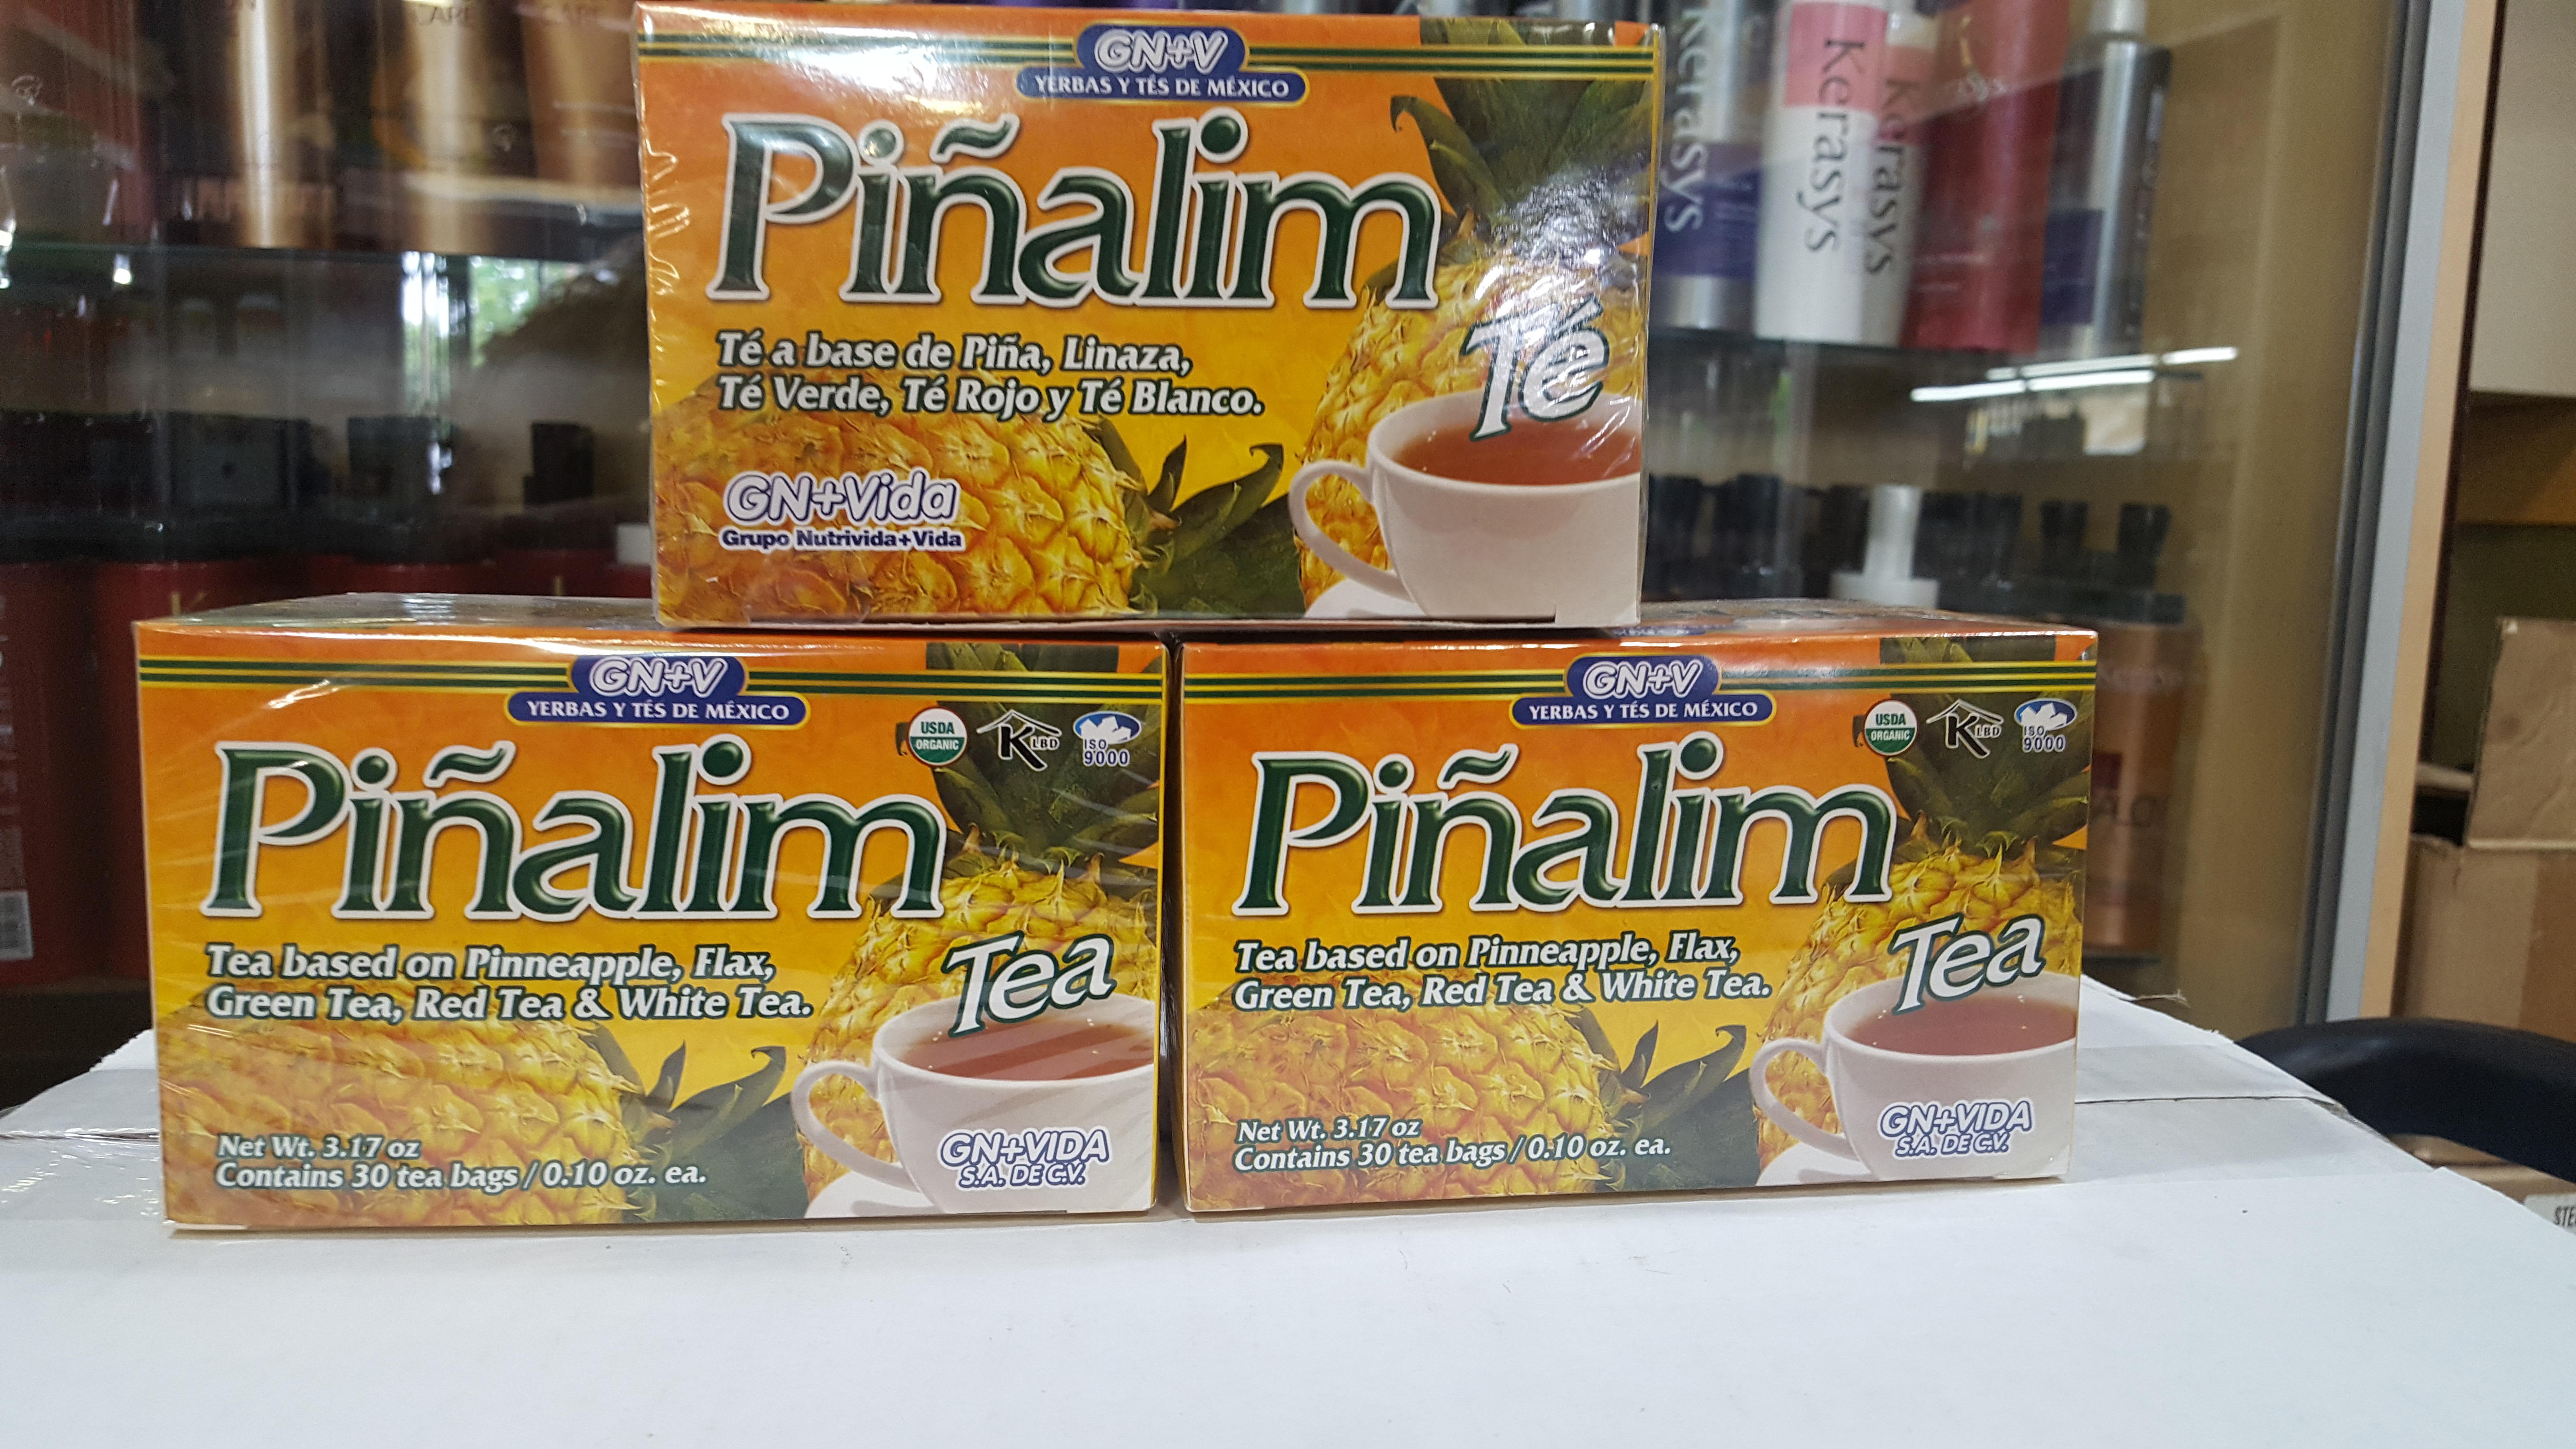 CARE
GN+V
YERBAS Y TÉS DE MÉXICO
Piñalim
Té a base de Piña, Linaza,
Té Verde, Té Rojo y Té Blanco.
Té
GN+Vida
Grupo Nutrivida+Vida
Kerasys
Kerasys
Kerasys
GN+V
YERBAS Y TÉS DE MÉXICO
USDA
ORGANIC
K LBD
ISO
9000
Piñalim
Tea based on Pinneapple, Flax,
Green Tea, Red Tea & White Tea.
Tea
Net Wt. 3.17 oz
Contains 30 tea bags / 0.10 oz. ea.
GN+VIDA
S.A. DE C.V.
GN+V
YERBAS Y TÉS DE MÉXICO
USDA
ORGANIC
K LBD
ISO
9000
Piñalim
Tea based on Pinneapple, Flax,
Green Tea, Red Tea & White Tea.
Tea
Net Wt. 3.17 oz
Contains 30 tea bags / 0.10 oz. ea.
GN+VIDA
S.A. DE C.V.